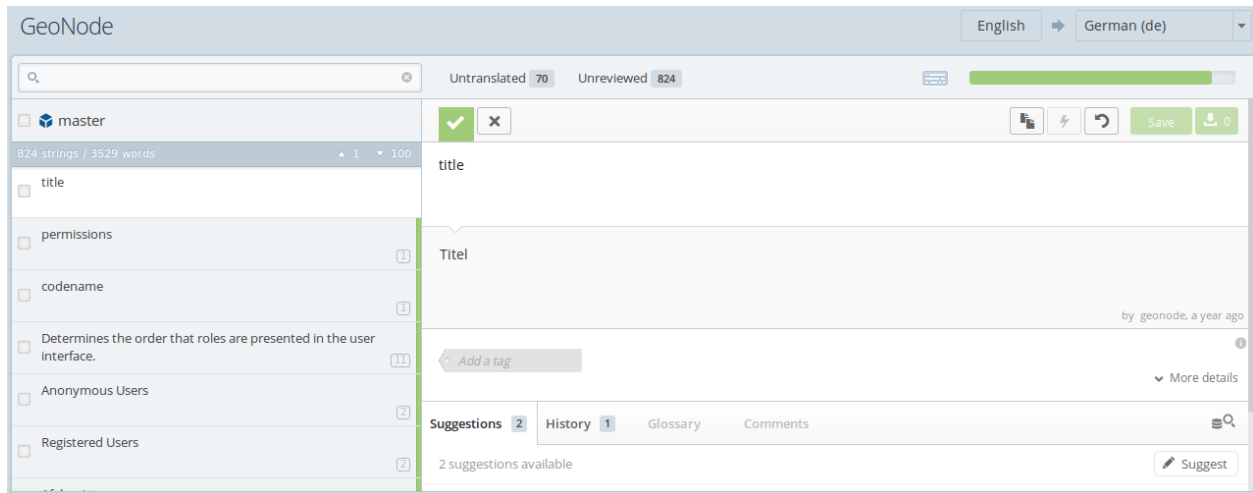 GeoNode
English
German (de)
Untranslated 70 Unreviewed 824
master
824 strings / 3529 words 1 100
title
permissions
1
codename
1
Determines the order that roles are presented in the user
interface.
11
Anonymous Users
2
Registered Users
2
Save 0
title
Titel
by geonode, a year ago
Add a tag
More details
Suggestions 2 History 1 Glossary Comments
2 suggestions available
Suggest